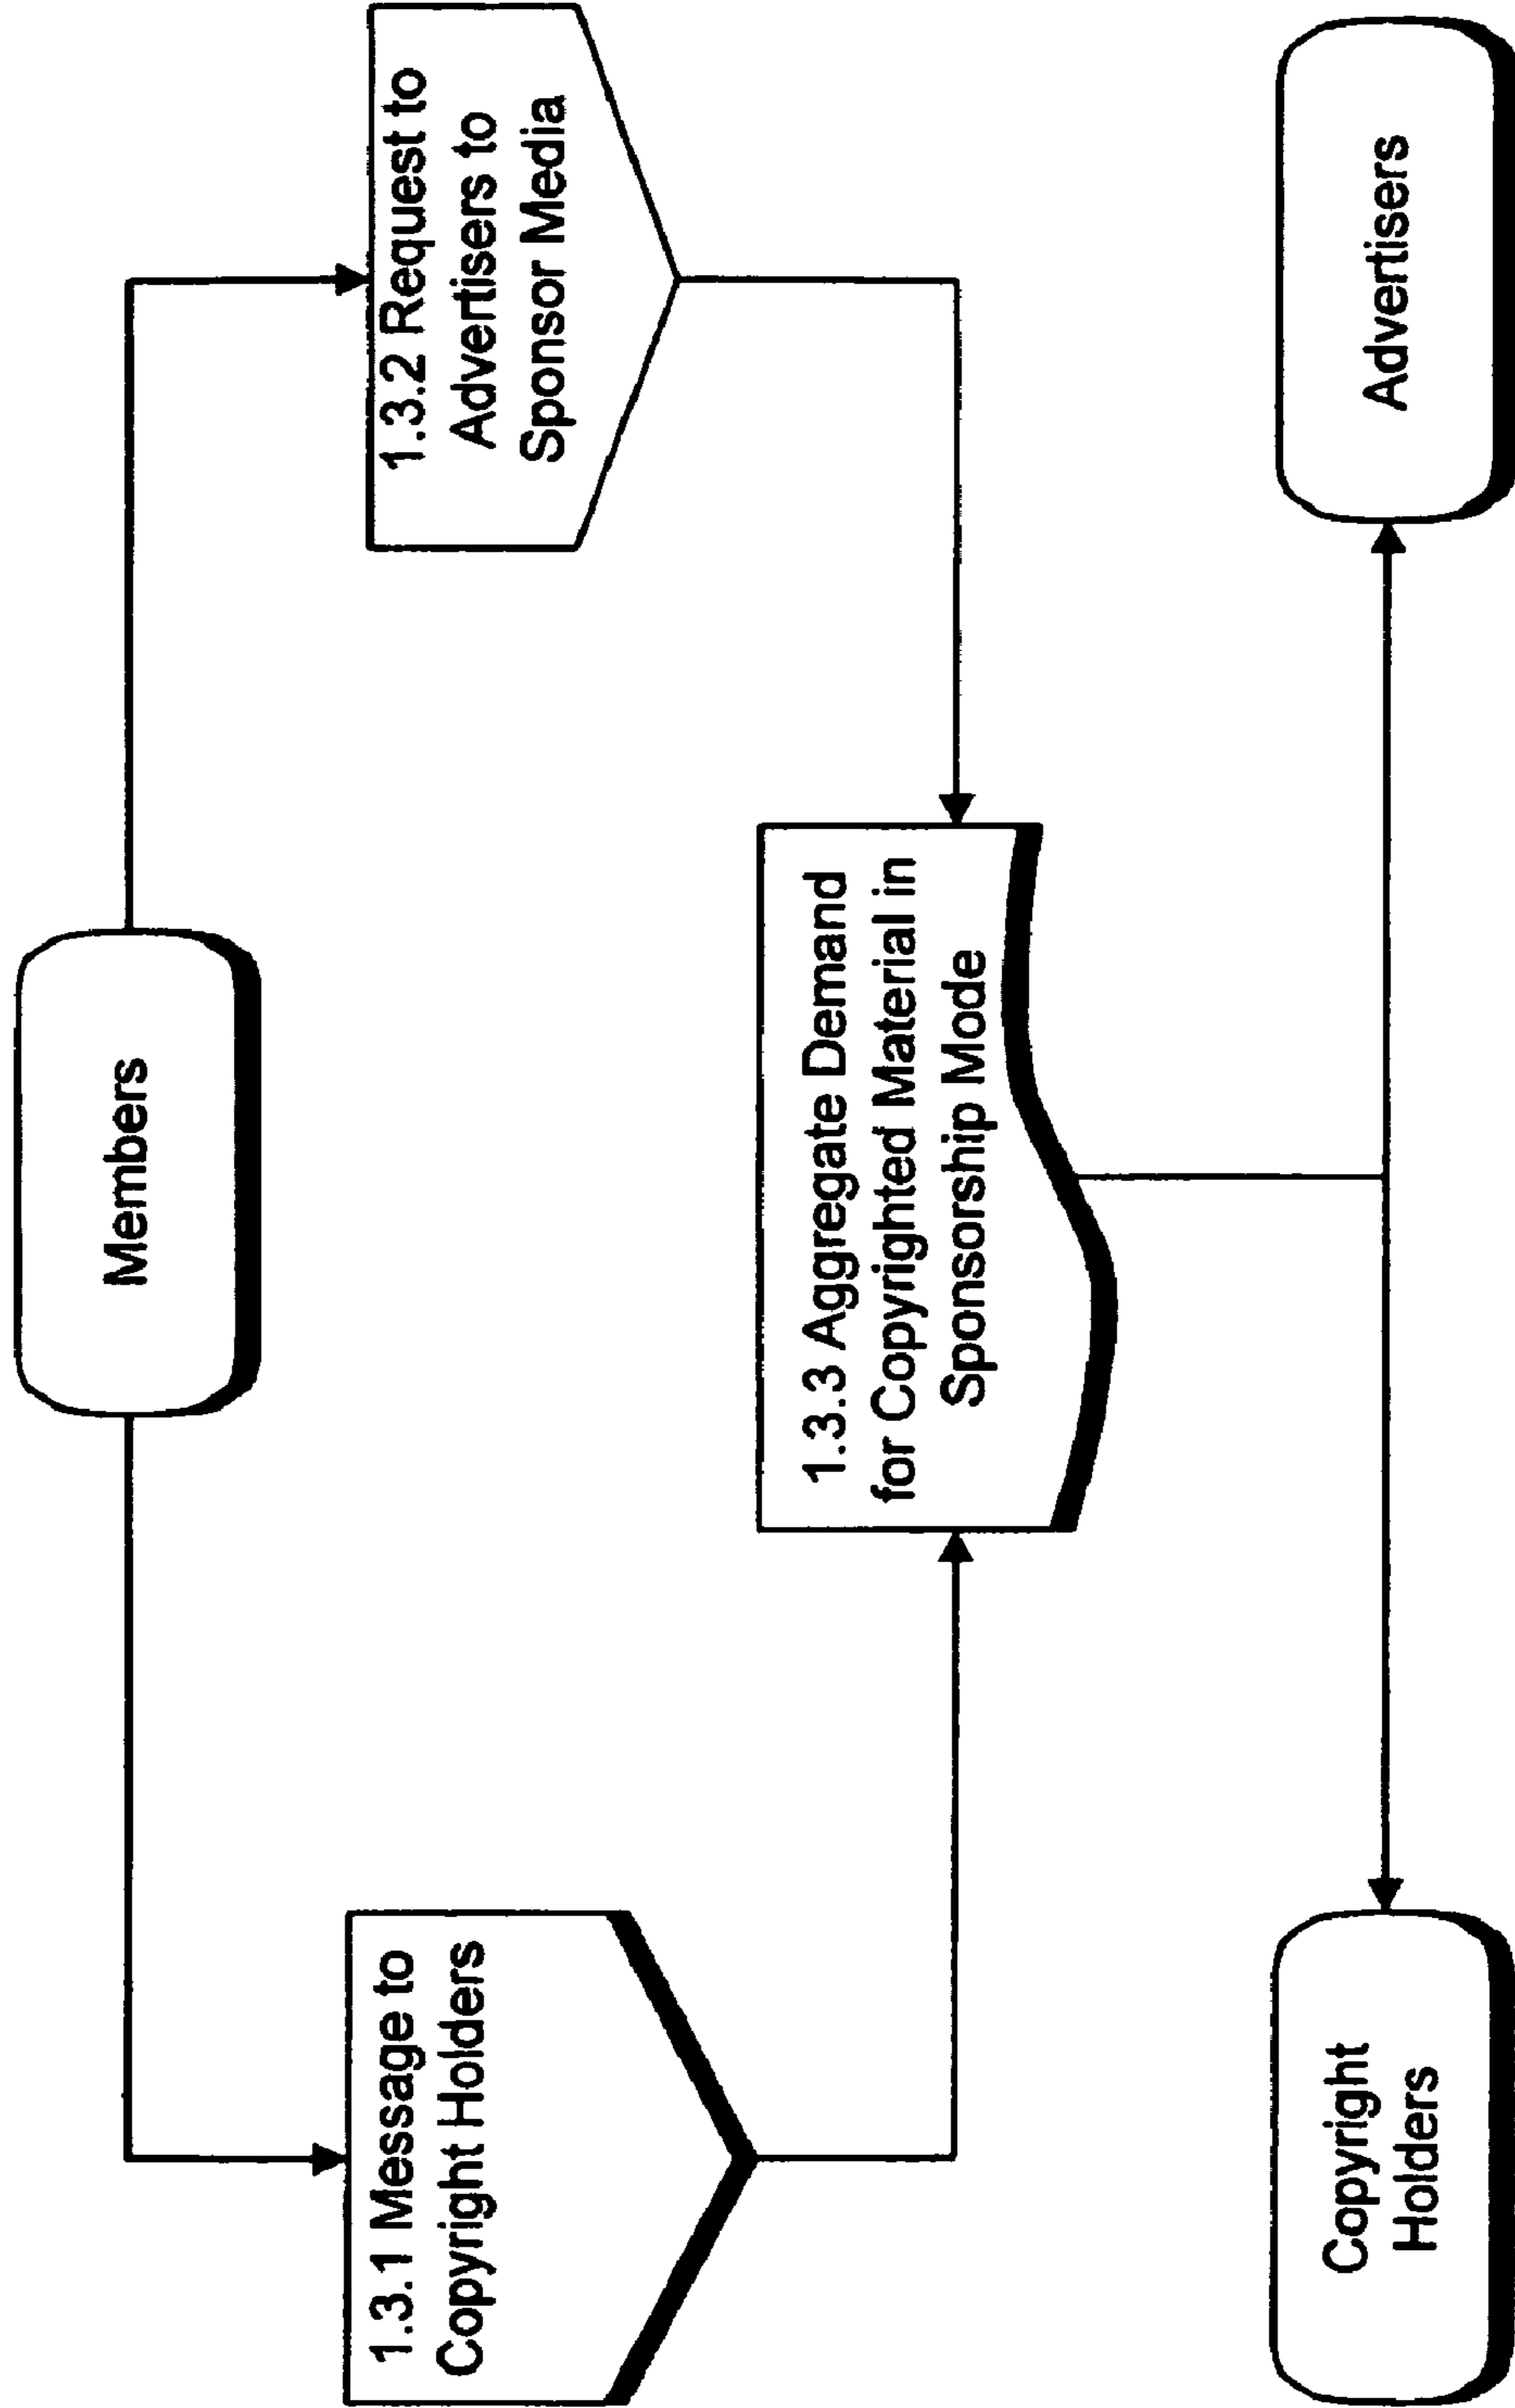 Members
1.3.1 Message to
Copyright Holders
1.3.2 Request to
Advertisers to
Sponsor Media
1.3.3 Aggregate Demand
for Copyrighted Material in
Sponsorship Mode
Copyright
Holders
Advertisers